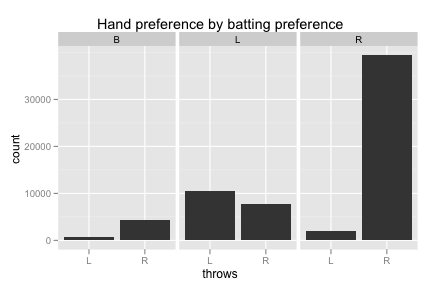 Hand preference by batting preference
B L R
count
30000
20000
10000
0
L R L R L R
throws